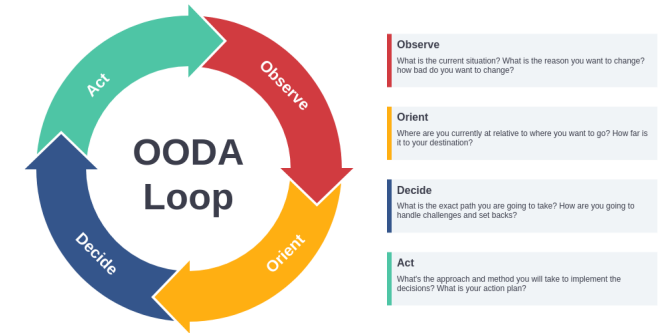 Act
Observe
OODA
Loop
Decide
Orient
Observe
What is the current situation? What is the reason you want to change?
how bad do you want to change?
Orient
Where are you currently at relative to where you want to go? How far is
it to your destination?
Decide
What is the exact path you are going to take? How are you going to
handle challenges and set backs?
Act
What's the approach and method you will take to implement the
decisions? What is your action plan?